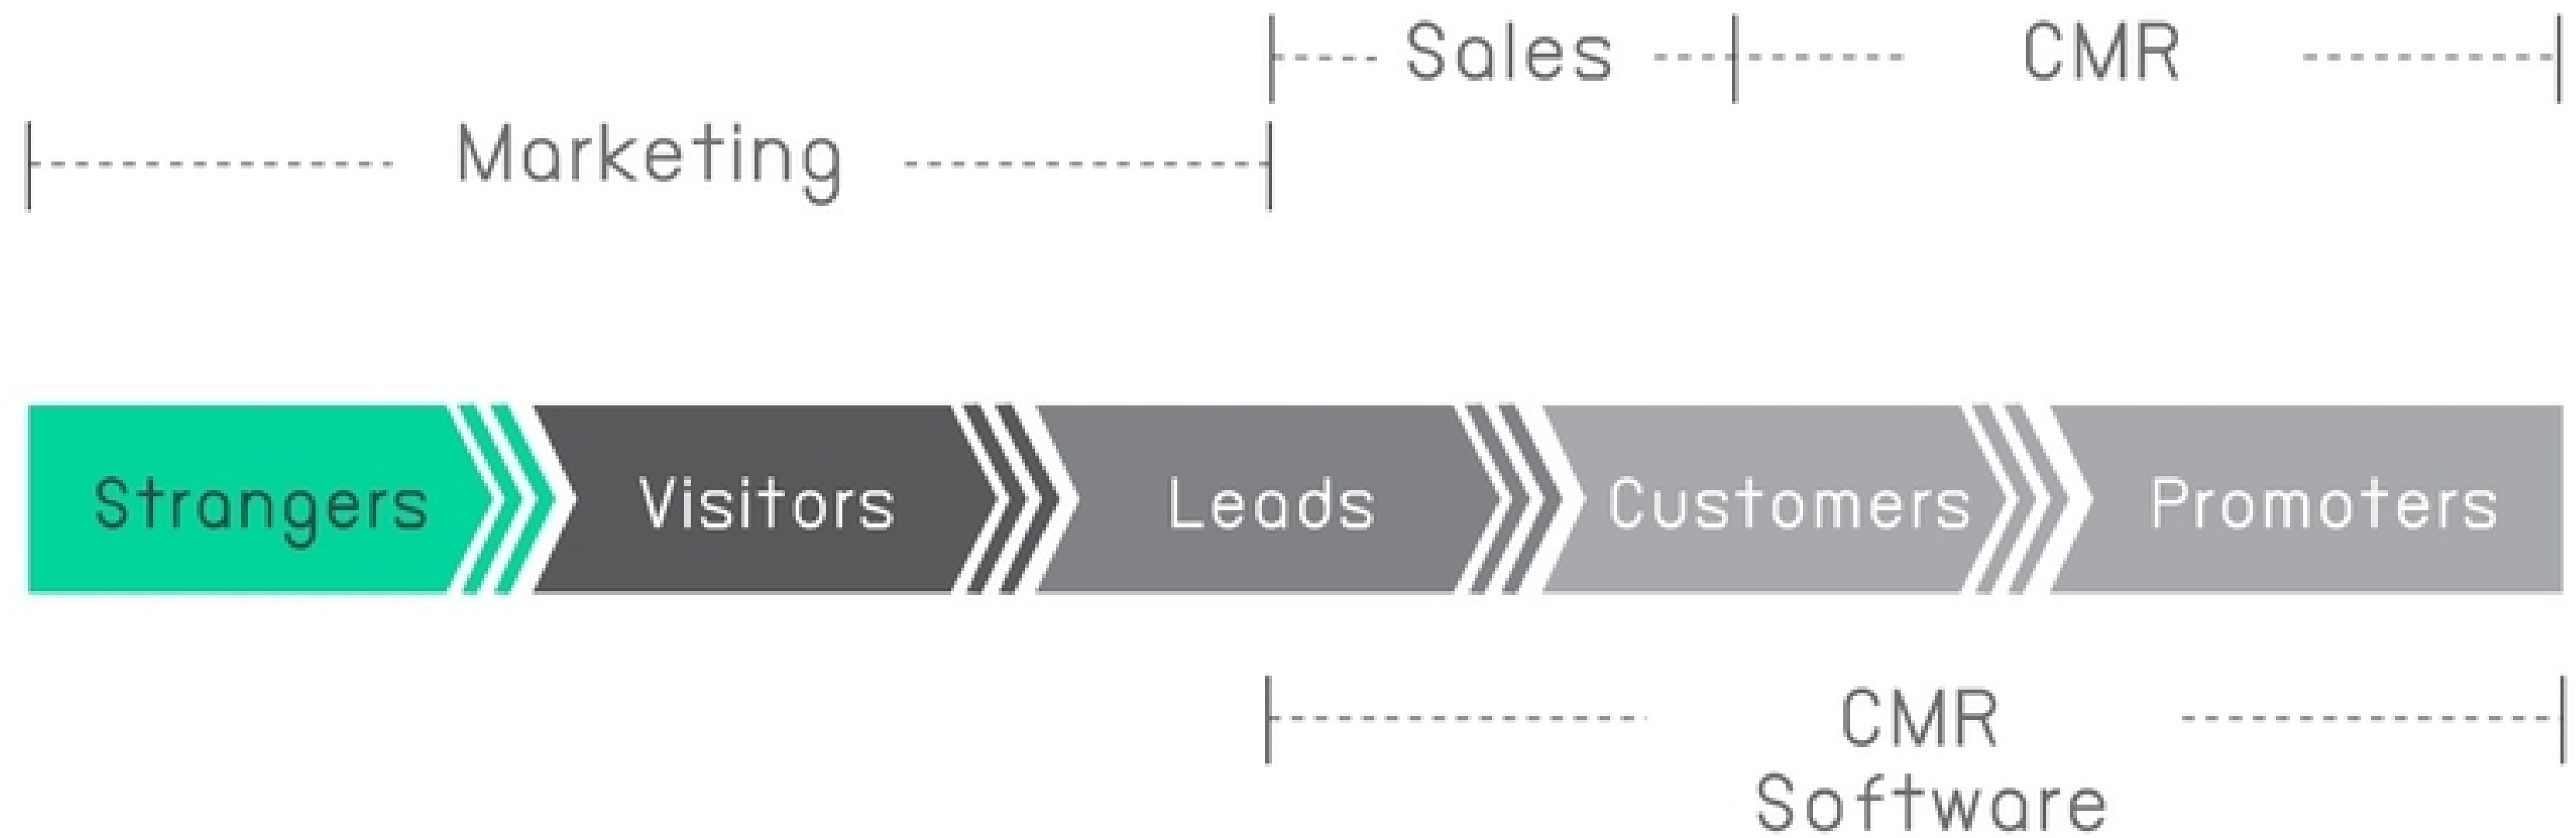 Sales
CMR
Marketing
Strangers
Visitors
Leads
Customers
Promoters
CMR
Software